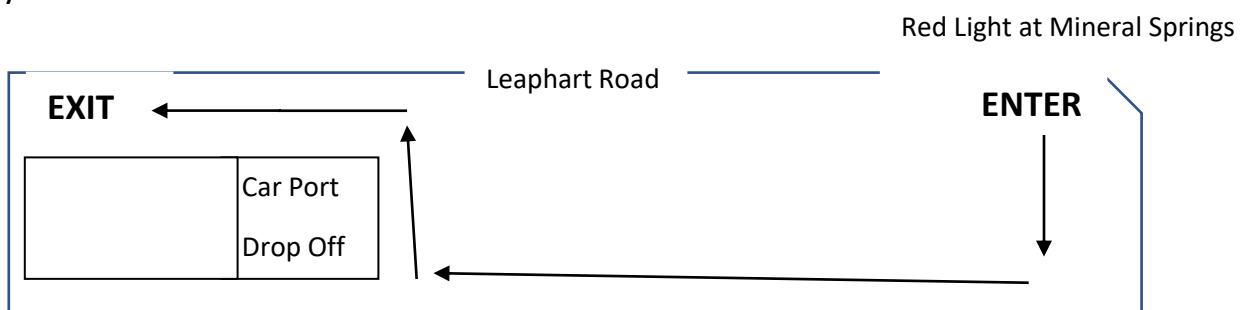 Red Light at Mineral Springs
Leaphart Road
EXIT
ENTER
Car Port
Drop Off